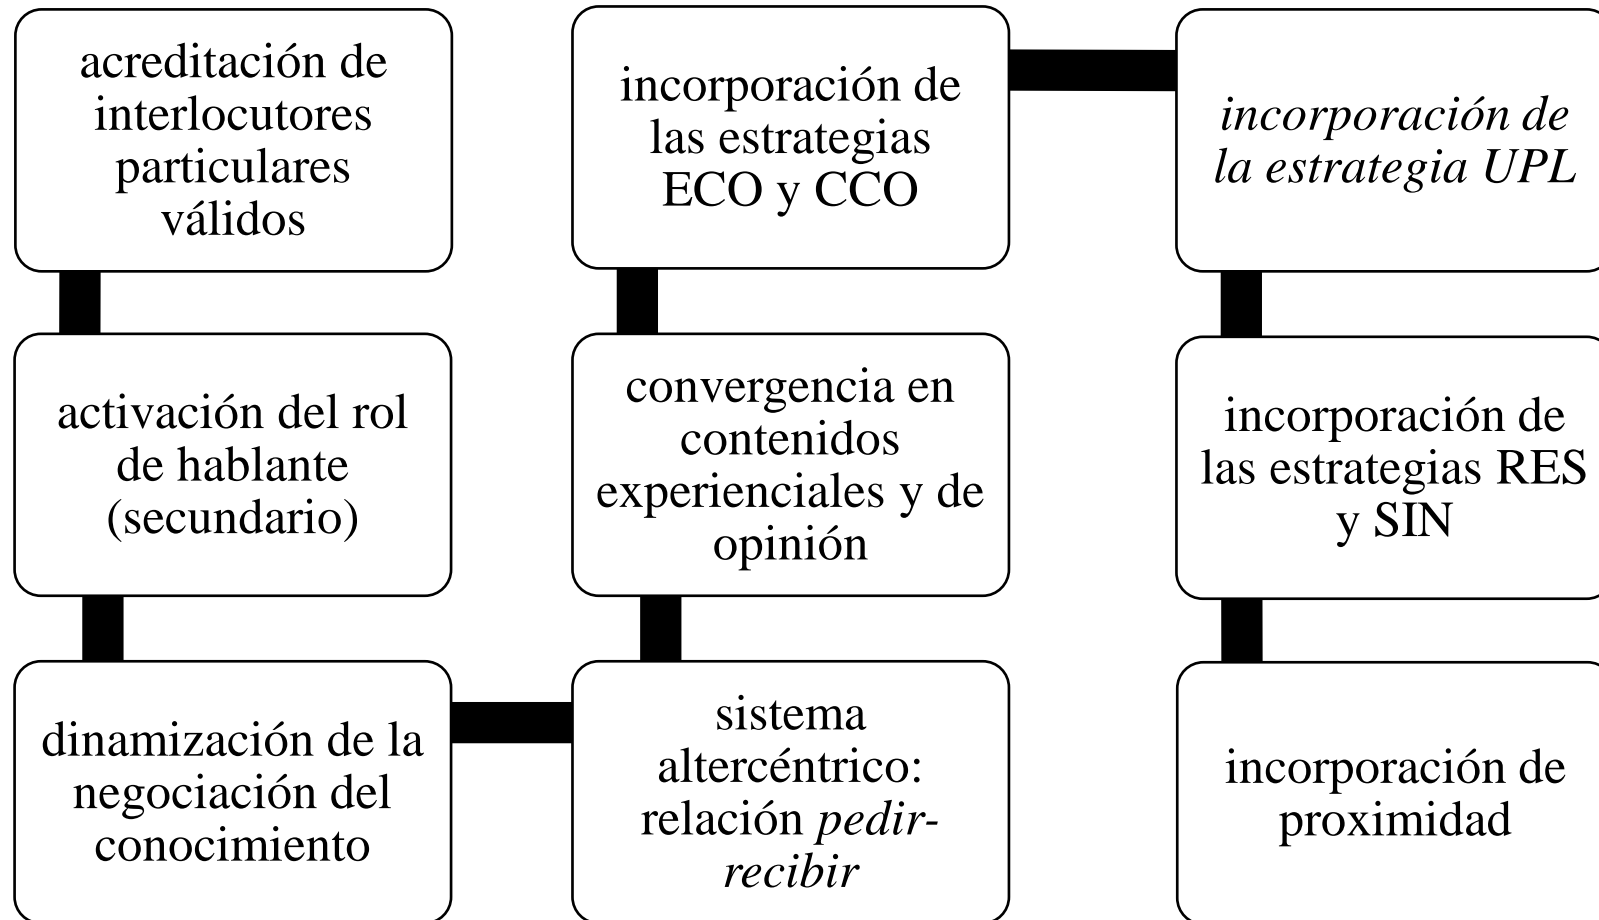 acreditación de
interlocutores
particulares
válidos
activación del rol
de hablante
(secundario)
dinamización de la
negociación del
conocimiento
sistema
altercéntrico:
relación pedir-
recibir
convergencia en
contenidos
experienciales y de
opinión
incorporación de
las estrategias
ECO y CCO
incorporación de
la estrategia UPL
incorporación de
las estrategias RES
y SIN
incorporación de
proximidad